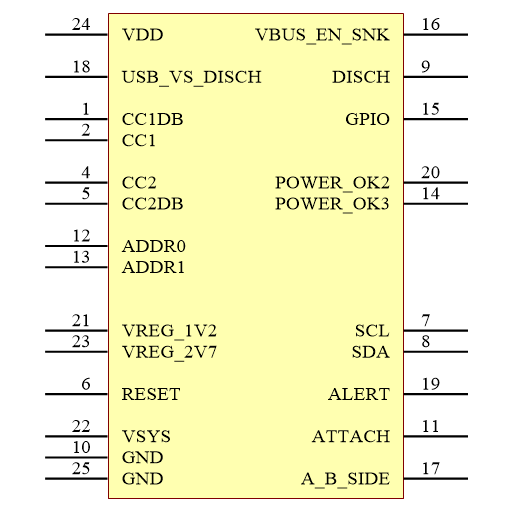 24 VDD VBUS_EN_SNK 16
18 USB_VS_DISCH DISCH 9
1 CC1DB GPIO 15
2 CC1
4 CC2 POWER_OK2 20
5 CC2DB POWER_OK3 14
12 ADDR0
13 ADDR1
21 VREG_1V2 SCL 7
23 VREG_2V7 SDA 8
6 RESET ALERT 19
22 VSYS ATTACH 11
10 GND
25 GND A_B_SIDE 17